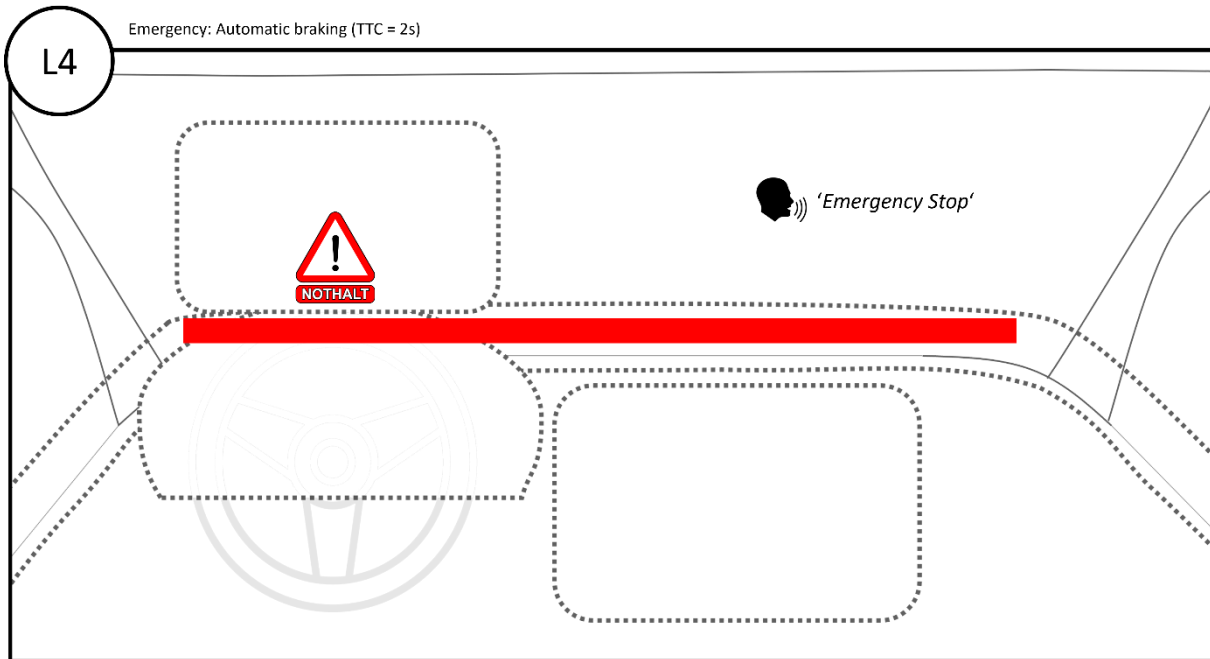 Emergency: Automatic braking (TTC = 2s)
L4
‘Emergency Stop‘
!
NOTHALT